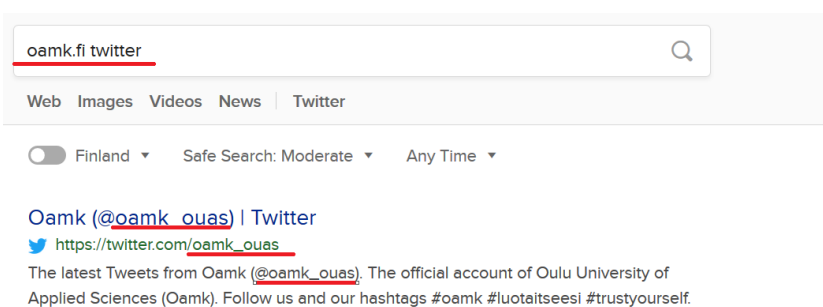 oamk.fi twitter
Web Images Videos News Twitter
Finland Safe Search: Moderate Any Time
Oamk (@oamk_ouas) | Twitter
https://twitter.com/oamk_ouas
The latest Tweets from Oamk (@oamk_ouas). The official account of Oulu University of
Applied Sciences (Oamk). Follow us and our hashtags #oamk #luotaitseesi #trustyourself.